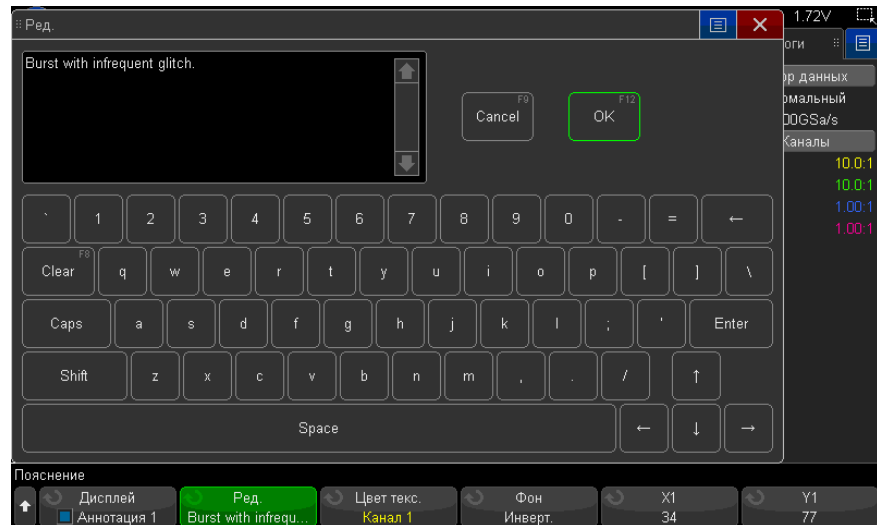 Ред.
1.72V
Burst with infrequent glitch.
F9
Cancel
F12
OK
оги
ор данных
омальный
00GSa/s
Каналы
10.0:1
10.0:1
1.00:1
1.00:1
` 1 2 3 4 5 6 7 8 9 0 - = ←
F8
Clear q w e r t y u i o p [ ] \
Caps a s d f g h j k l ; ' Enter
Shift z x c v b n m , . / ↑
Space ← ↓ →
Пояснение
Дисплей Ред. Цвет текс. Фон X1 Y1
Аннотация 1 Burst with infrequ... Канал 1 Инверт. 34 77